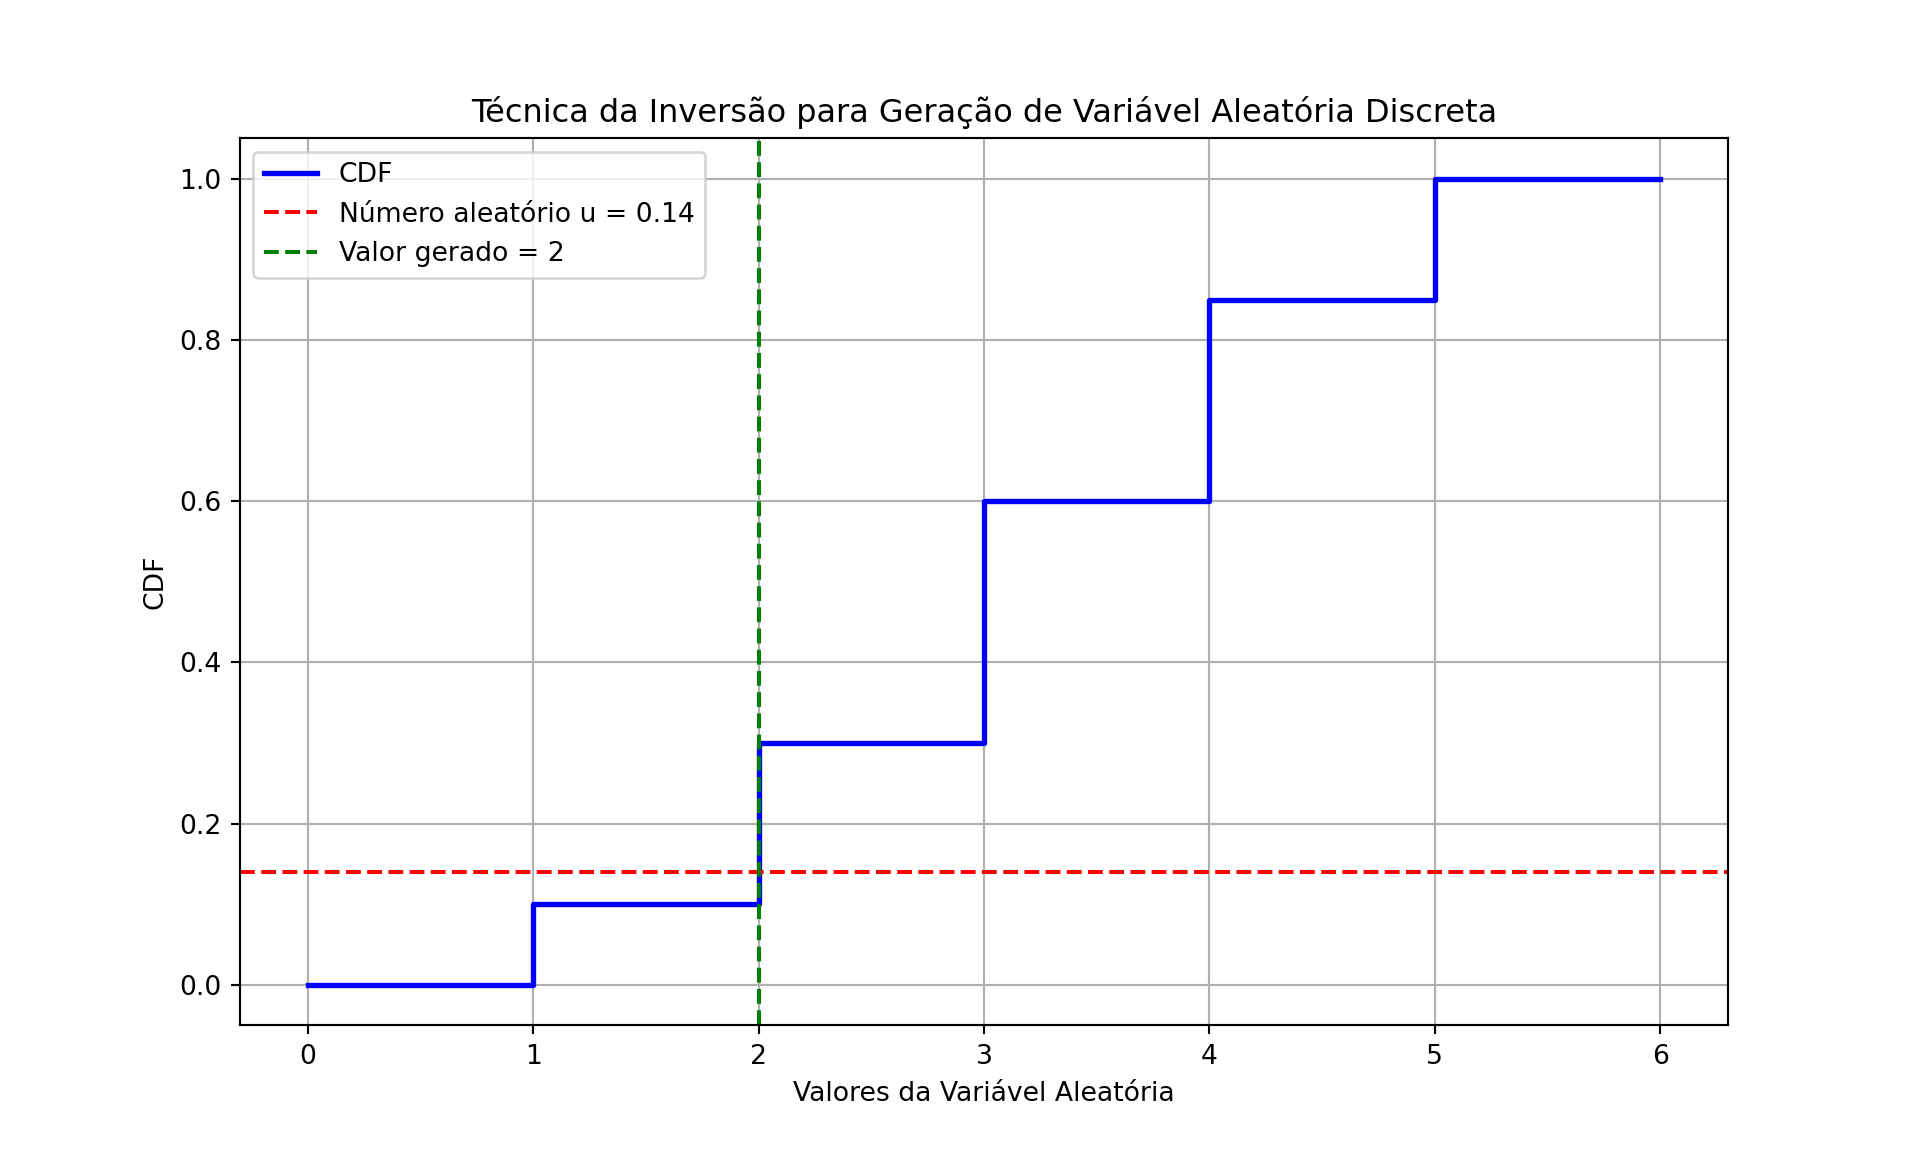 Técnica da Inversão para Geração de Variável Aleatória Discreta
CDF
Número aleatório u = 0.14
Valor gerado = 2
1.0
0.8
0.6
0.4
0.2
0.0
CDF
0 1 2 3 4 5 6
Valores da Variável Aleatória